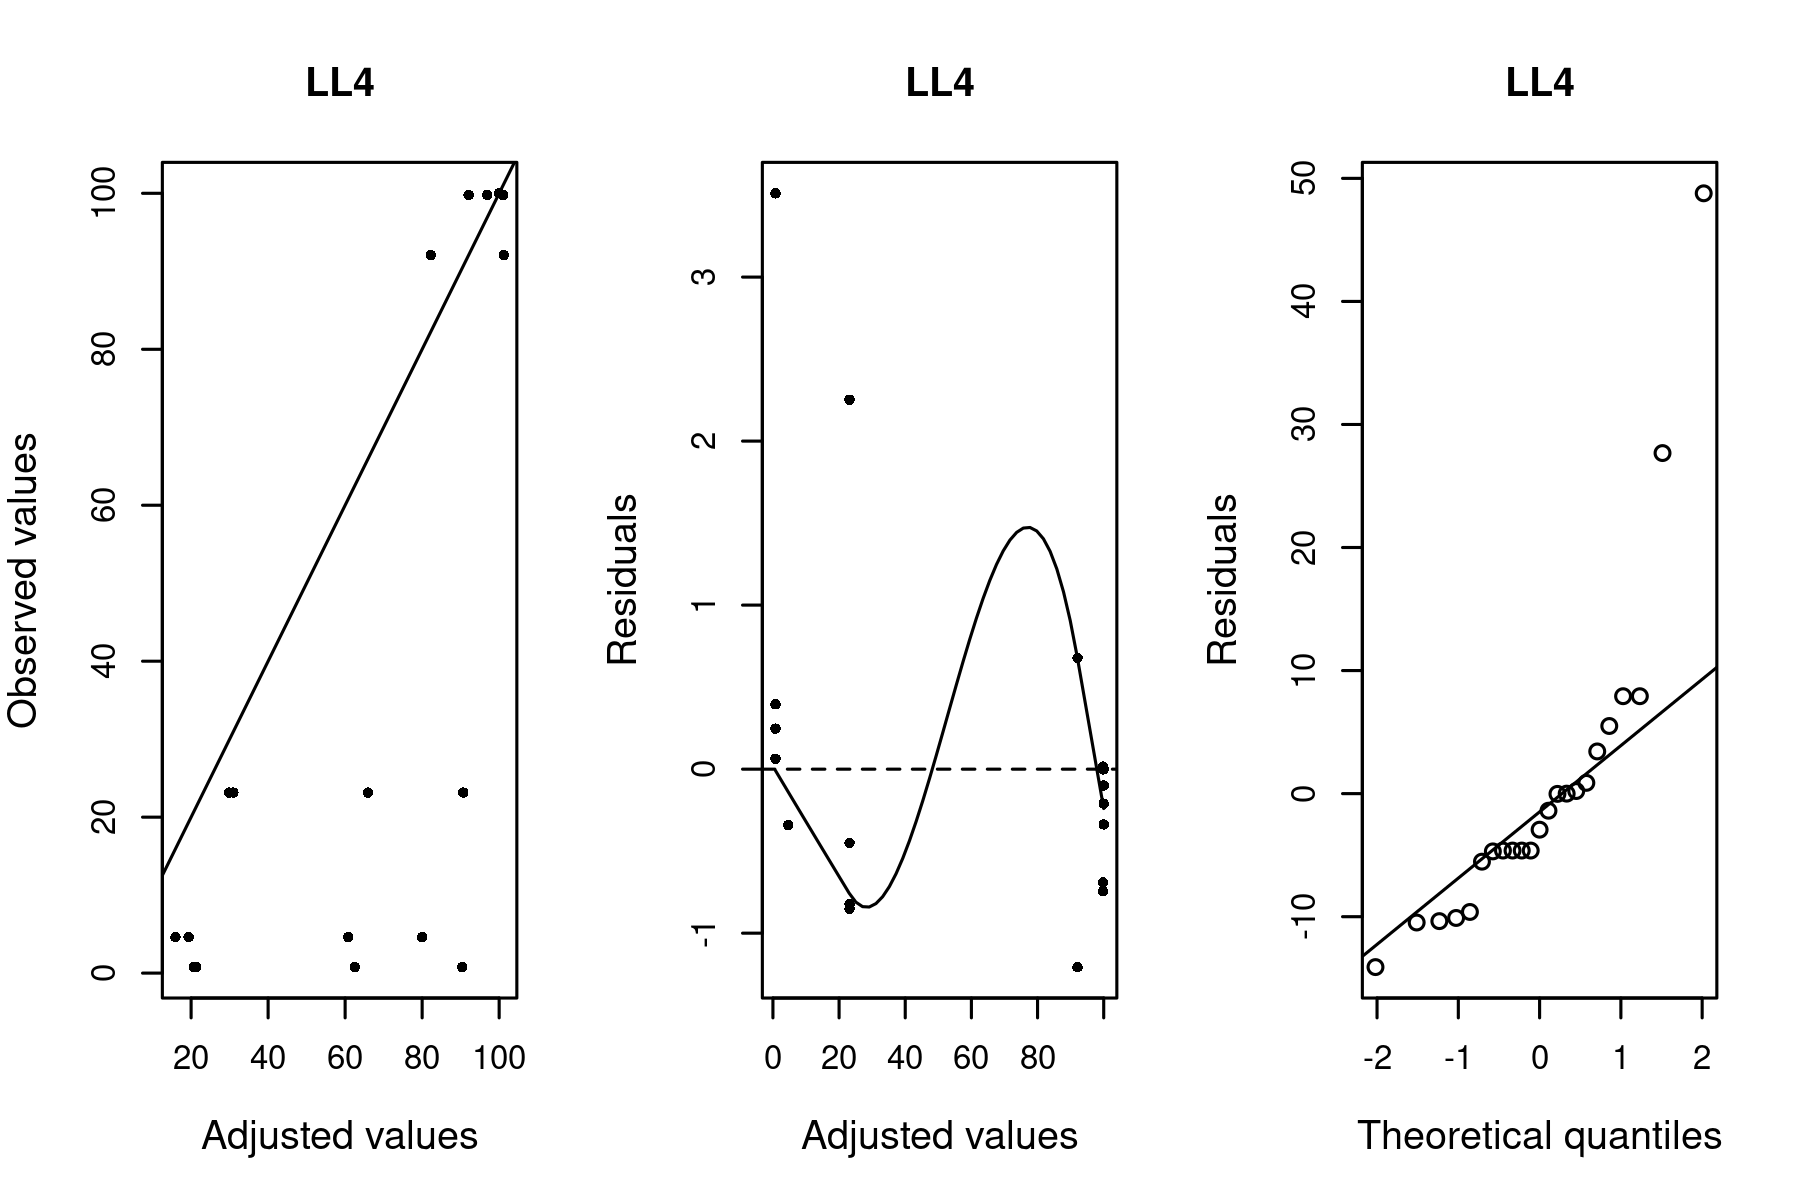 LL4
Observed values
0 20 40 60 80 100
20 40 60 80 100
Adjusted values
LL4
Residuals
-1 0 1 2 3
0 20 40 60 80
Adjusted values
LL4
Residuals
-10 0 10 20 30 40 50
-2 -1 0 1 2
Theoretical quantiles